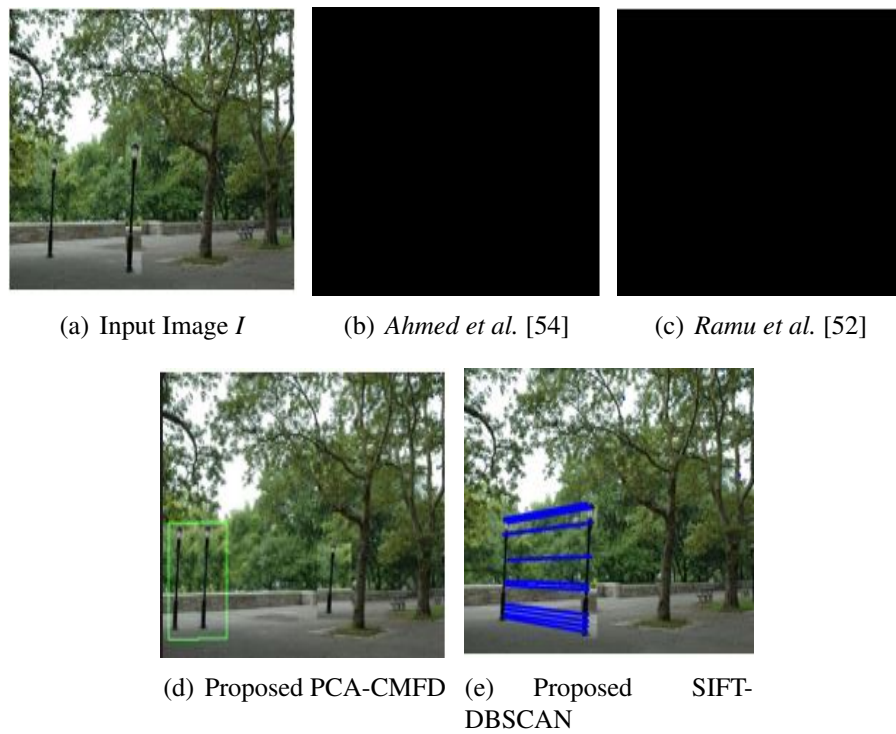 (a) Input Image I
(b) Ahmed et al. [54]
(c) Ramu et al. [52]
(d) Proposed PCA-CMFD
(e) Proposed SIFT-
DBSCAN